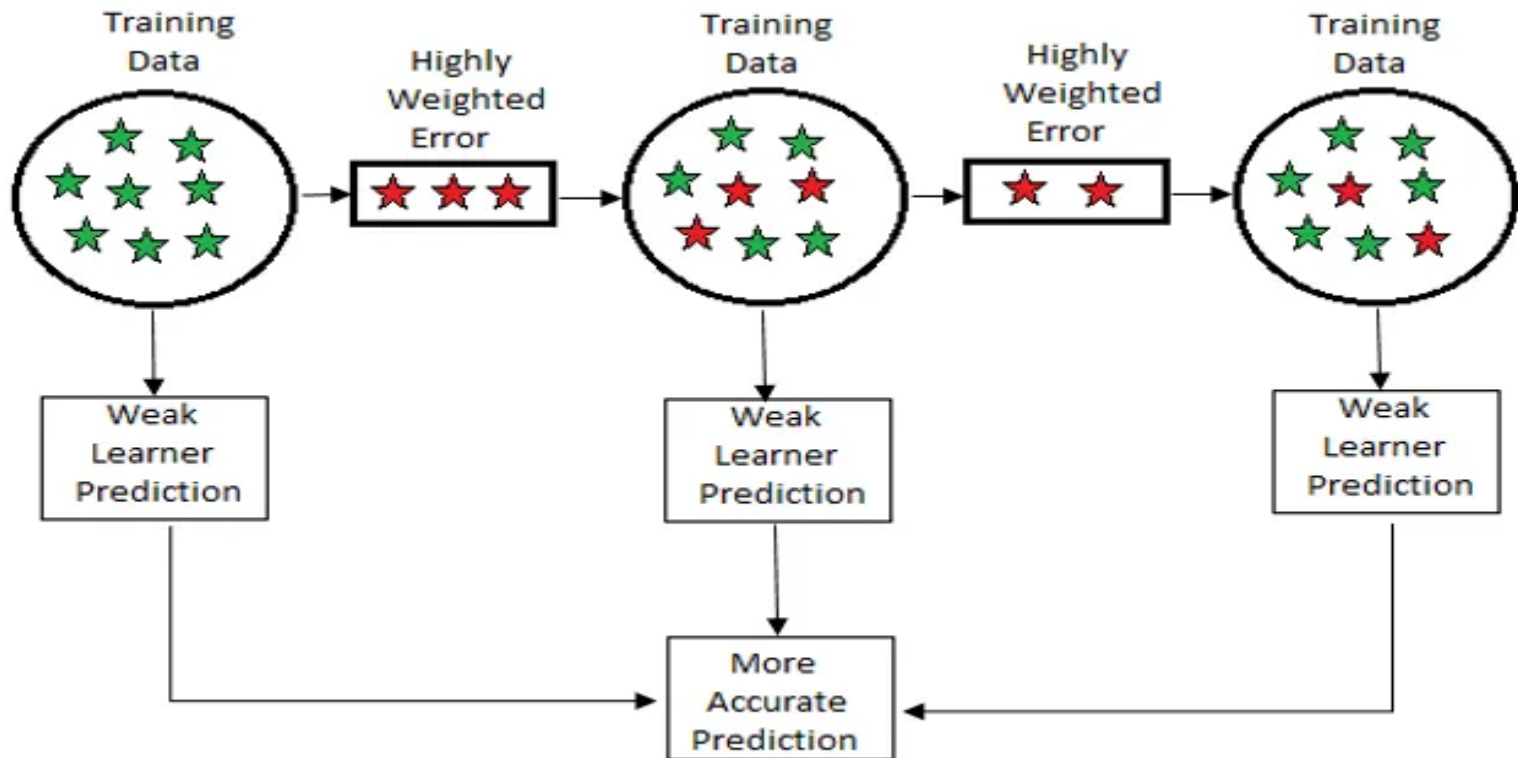 Training
Data
Highly
Weighted
Error
Training
Data
Highly
Weighted
Error
Training
Data
Weak
Learner
Prediction
Weak
Learner
Prediction
Weak
Learner
Prediction
More
Accurate
Prediction